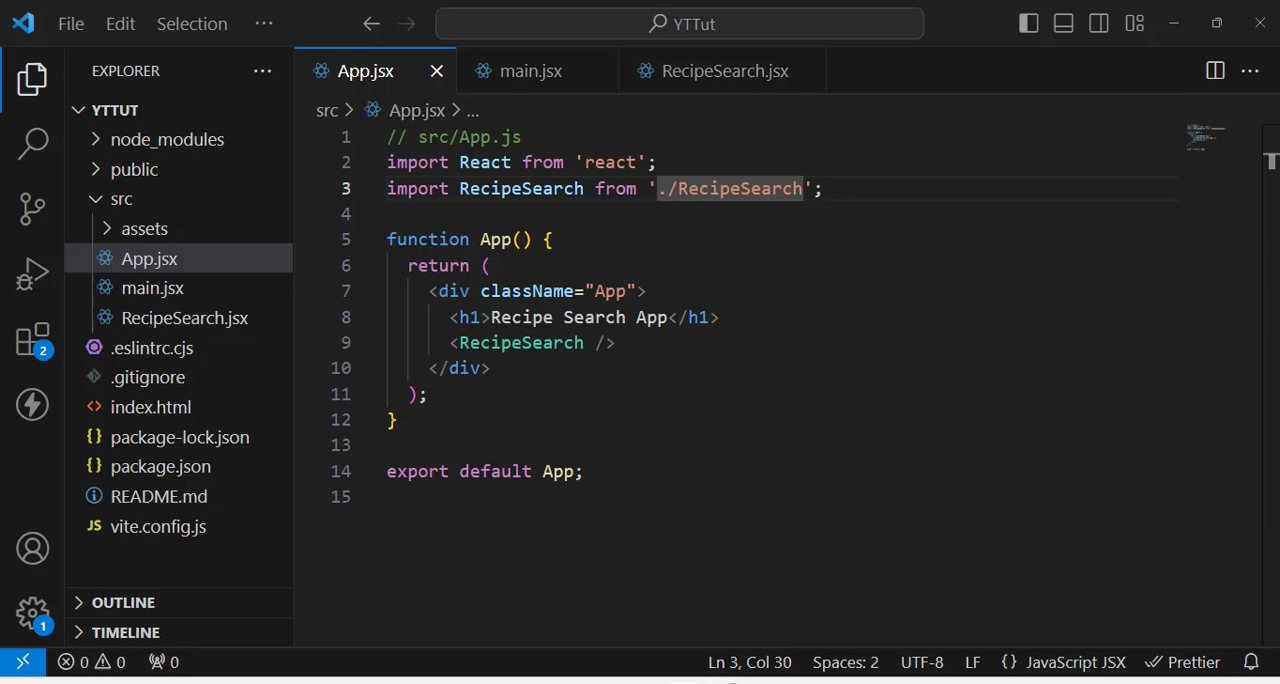 File Edit Selection ···
YTTut
EXPLORER ···
YTTUT
node_modules
public
src
assets
App.jsx
main.jsx
RecipeSearch.jsx
.eslintrc.cjs
.gitignore
index.html
package-lock.json
package.json
README.md
vite.config.js
OUTLINE
TIMELINE
2
1
App.jsx main.jsx RecipeSearch.jsx
src > App.jsx > ...
1 // src/App.js
2 import React from 'react';
3 import RecipeSearch from './RecipeSearch';
4
5 function App() {
6 return (
7 <div className="App">
8 <h1>Recipe Search App</h1>
9 <RecipeSearch />
10 </div>
11 );
12 }
13
14 export default App;
15
0 0 0 Ln 3, Col 30 Spaces: 2 UTF-8 LF {} JavaScript JSX Prettier